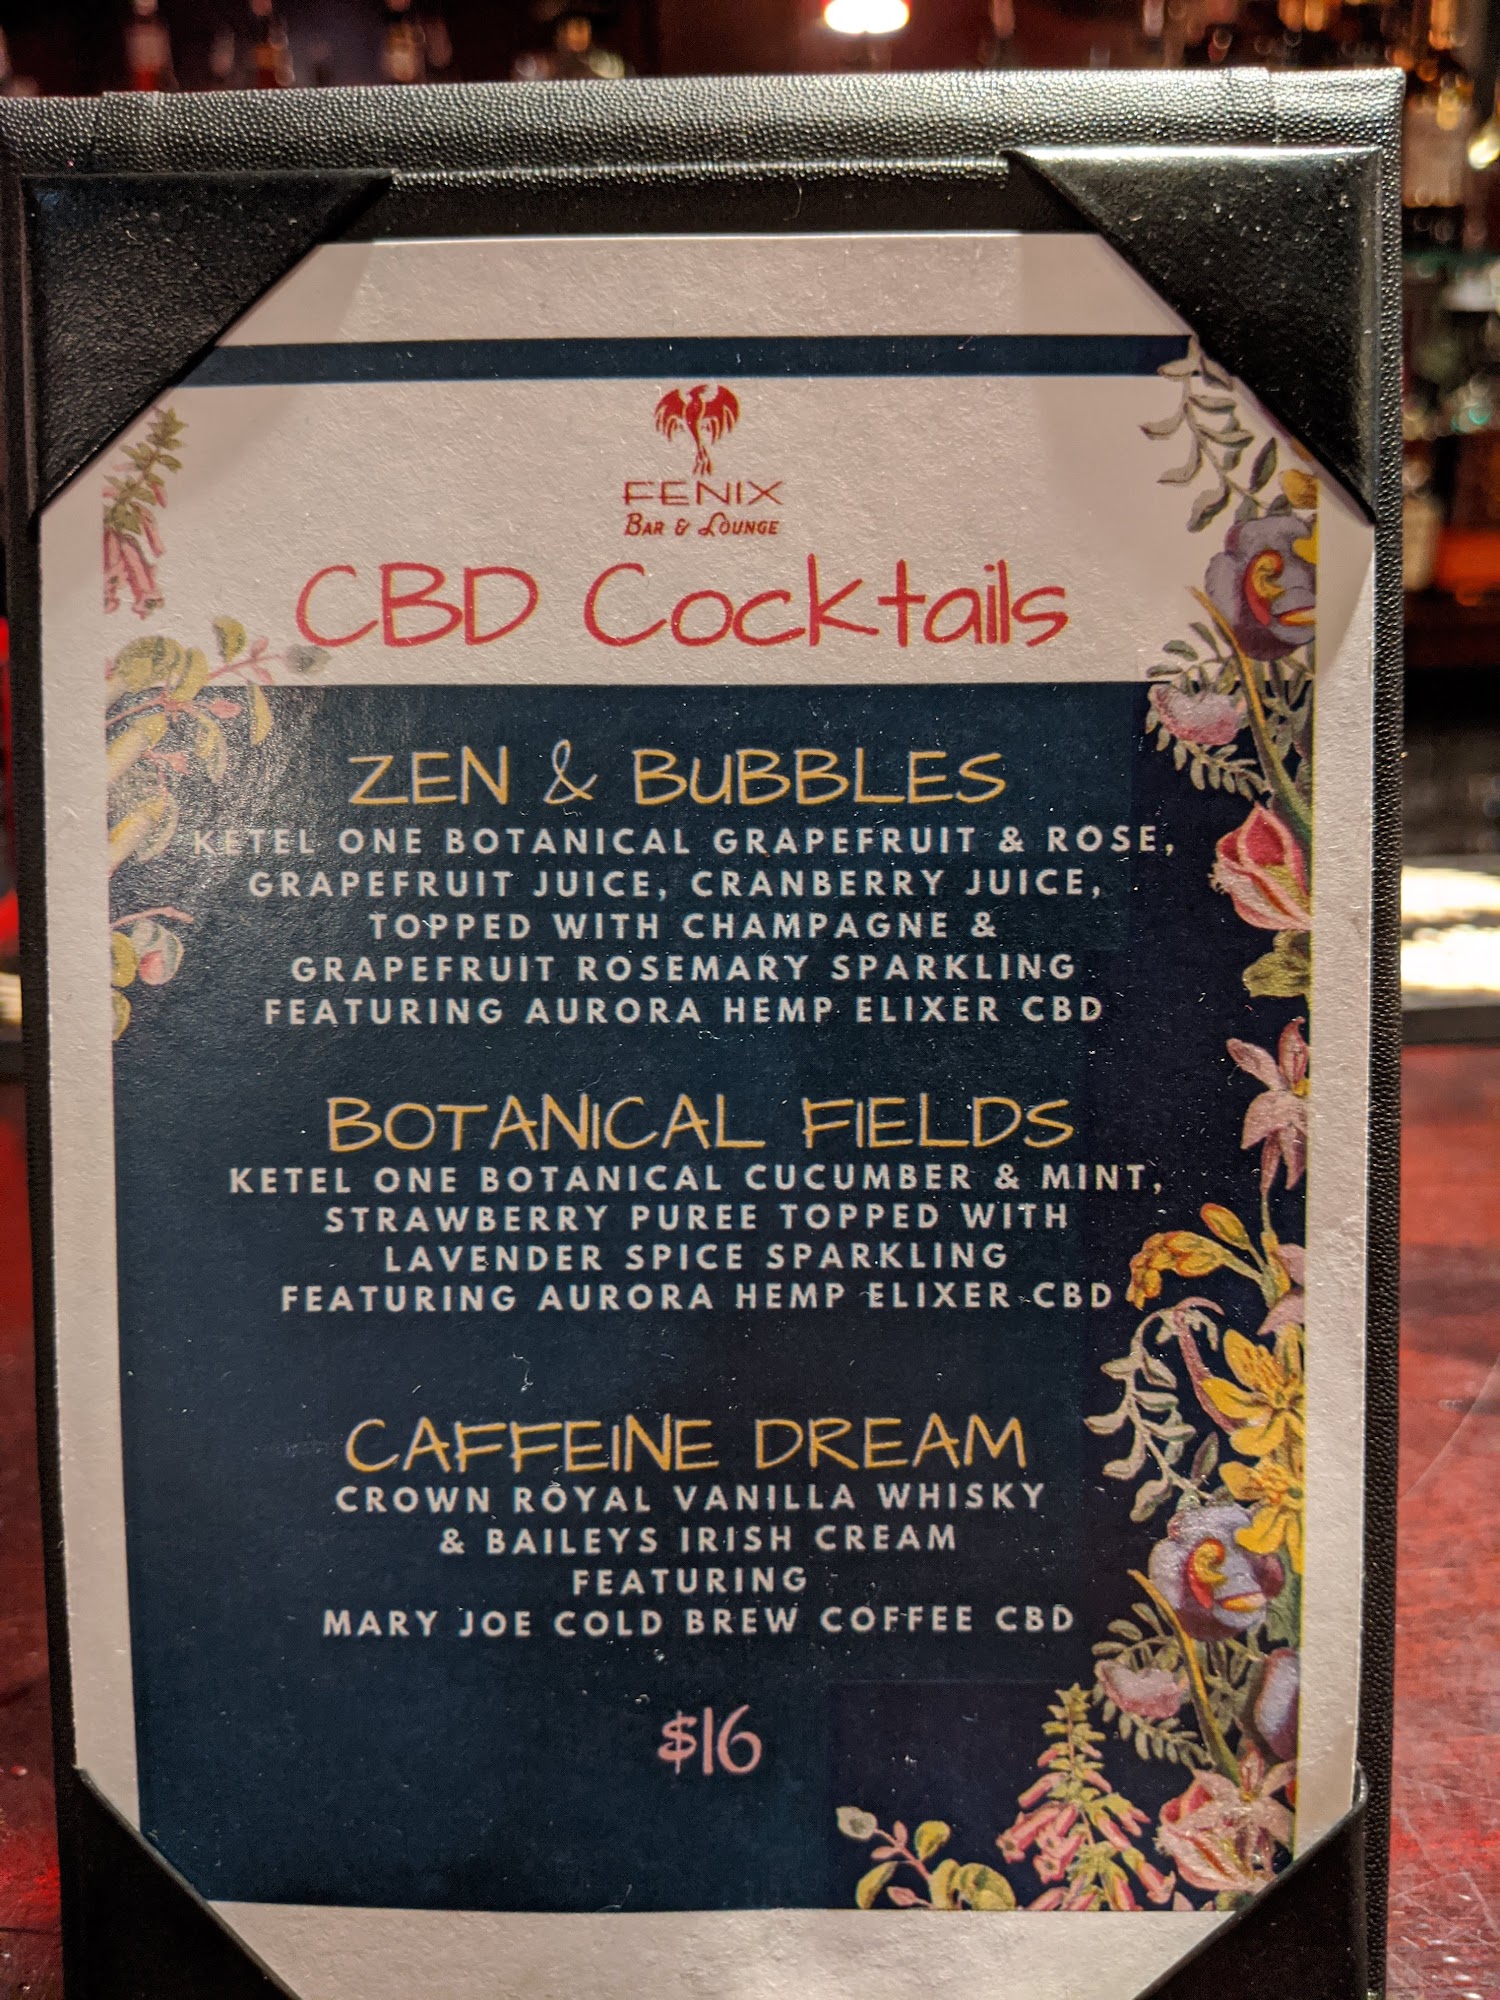 FENIX
BAR & LOUNGE
CBD Cocktails
ZEN & BUBBLES
KETEL ONE BOTANICAL GRAPEFRUIT & ROSE,
GRAPEFRUIT JUICE, CRANBERRY JUICE,
TOPPED WITH CHAMPAGNE &
GRAPEFRUIT ROSEMARY SPARKLING
FEATURING AURORA HEMP ELIXER CBD
BOTANICAL FIELDS
KETEL ONE BOTANICAL CUCUMBER & MINT,
STRAWBERRY PUREE TOPPED WITH
LAVENDER SPICE SPARKLING
FEATURING AURORA HEMP ELIXER CBD
CAFFEINE DREAM
CROWN ROYAL VANILLA WHISKY
& BAILEYS IRISH CREAM
FEATURING
MARY JOE COLD BREW COFFEE CBD
$16